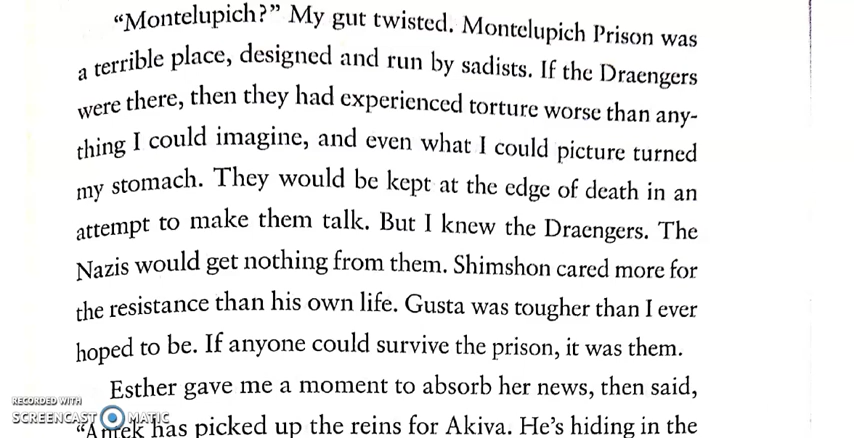 “Montelupich?” My gut twisted. Montelupich Prison was
a terrible place, designed and run by sadists. If the Draengers
were there, then they had experienced torture worse than any-
thing I could imagine, and even what I could picture turned
my stomach. They would be kept at the edge of death in an
attempt to make them talk. But I knew the Draengers. The
Nazis would get nothing from them. Shimshon cared more for
the resistance than his own life. Gusta was tougher than I ever
hoped to be. If anyone could survive the prison, it was them.
Esther gave me a moment to absorb her news, then said,
“Antek has picked up the reins for Akiva. He’s hiding in the
RECORDED WITH
SCREENCAST MATIC